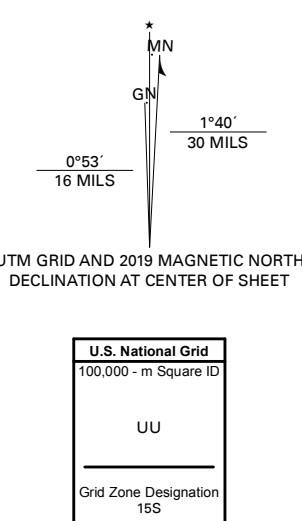 ★
MN
GN
1°40´
30 MILS
0°53´
16 MILS
UTM GRID AND 2019 MAGNETIC NORTH
DECLINATION AT CENTER OF SHEET
U.S. National Grid
100,000 - m Square ID
UU
Grid Zone Designation
15S